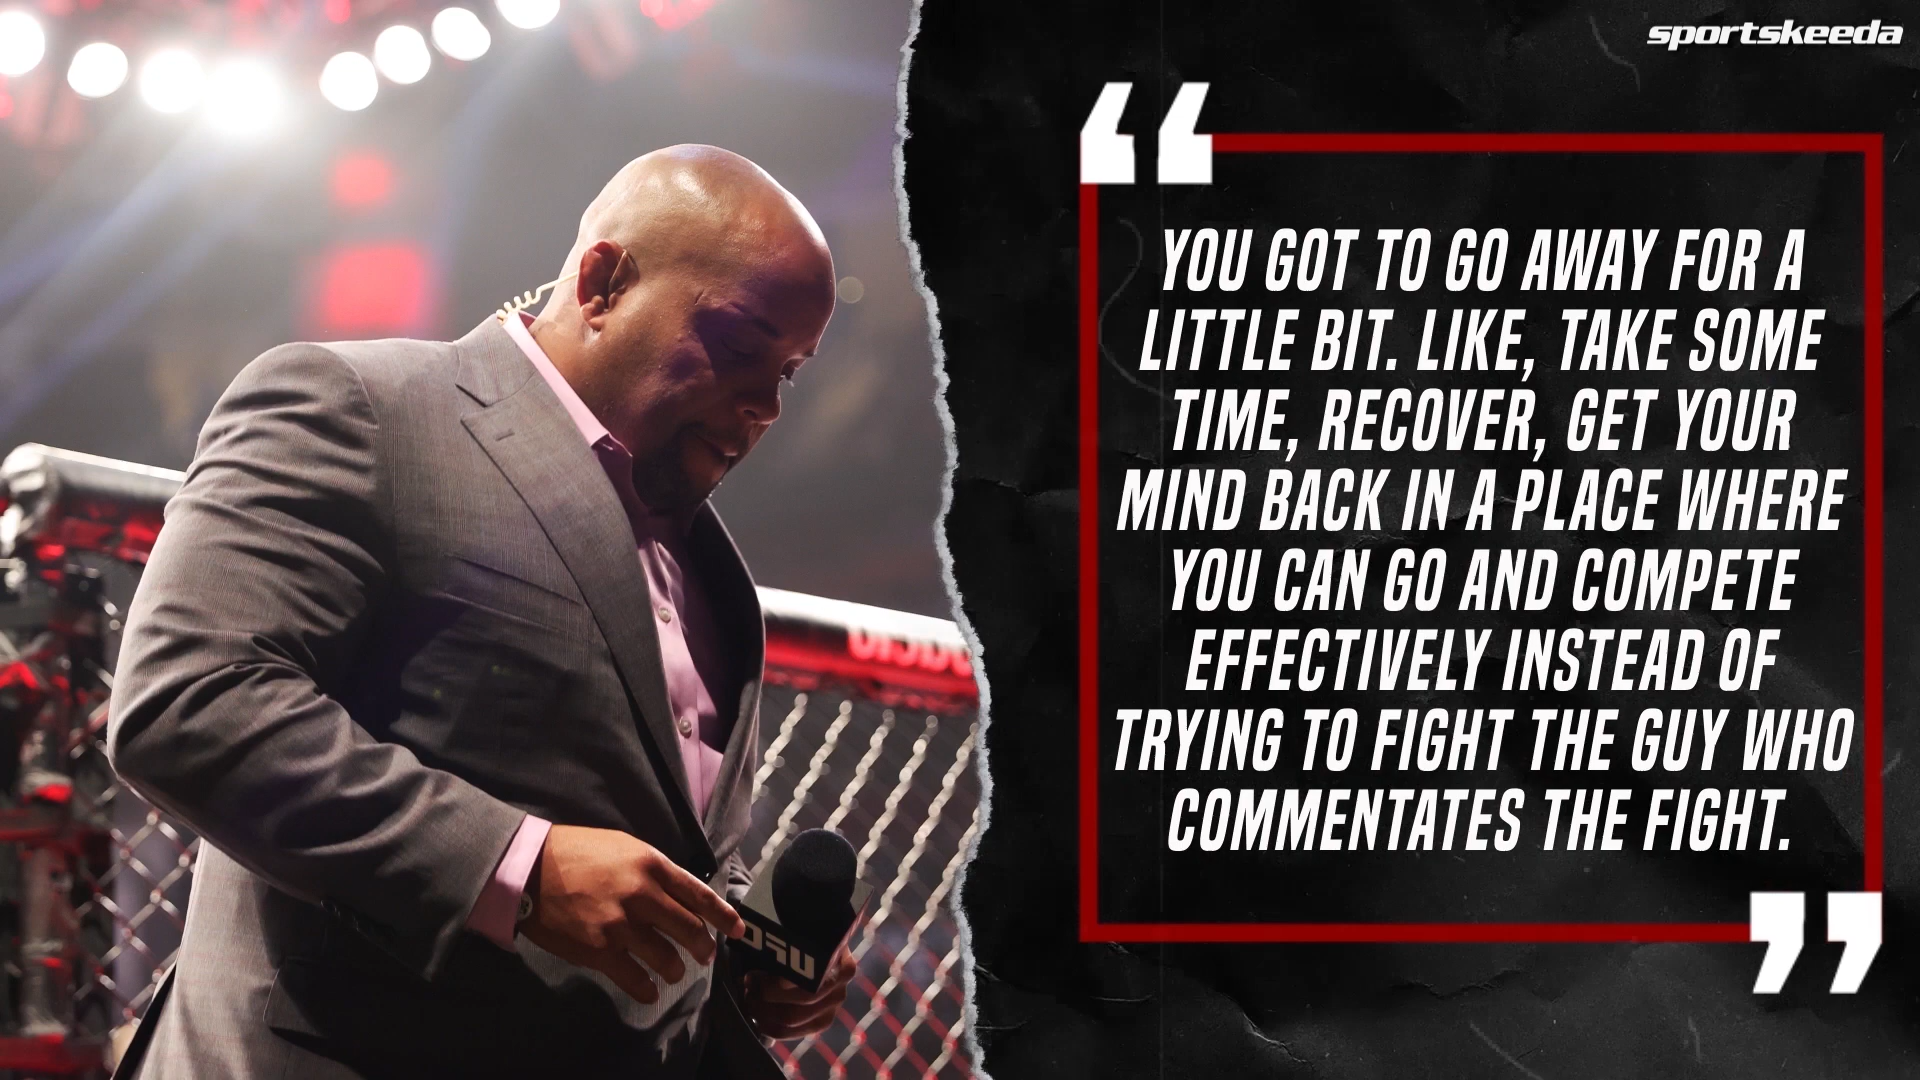 sportskeeda
“
YOU GOT TO GO AWAY FOR A
LITTLE BIT. LIKE, TAKE SOME
TIME, RECOVER, GET YOUR
MIND BACK IN A PLACE WHERE
YOU CAN GO AND COMPETE
EFFECTIVELY INSTEAD OF
TRYING TO FIGHT THE GUY WHO
COMMENTATES THE FIGHT.
”
UFC